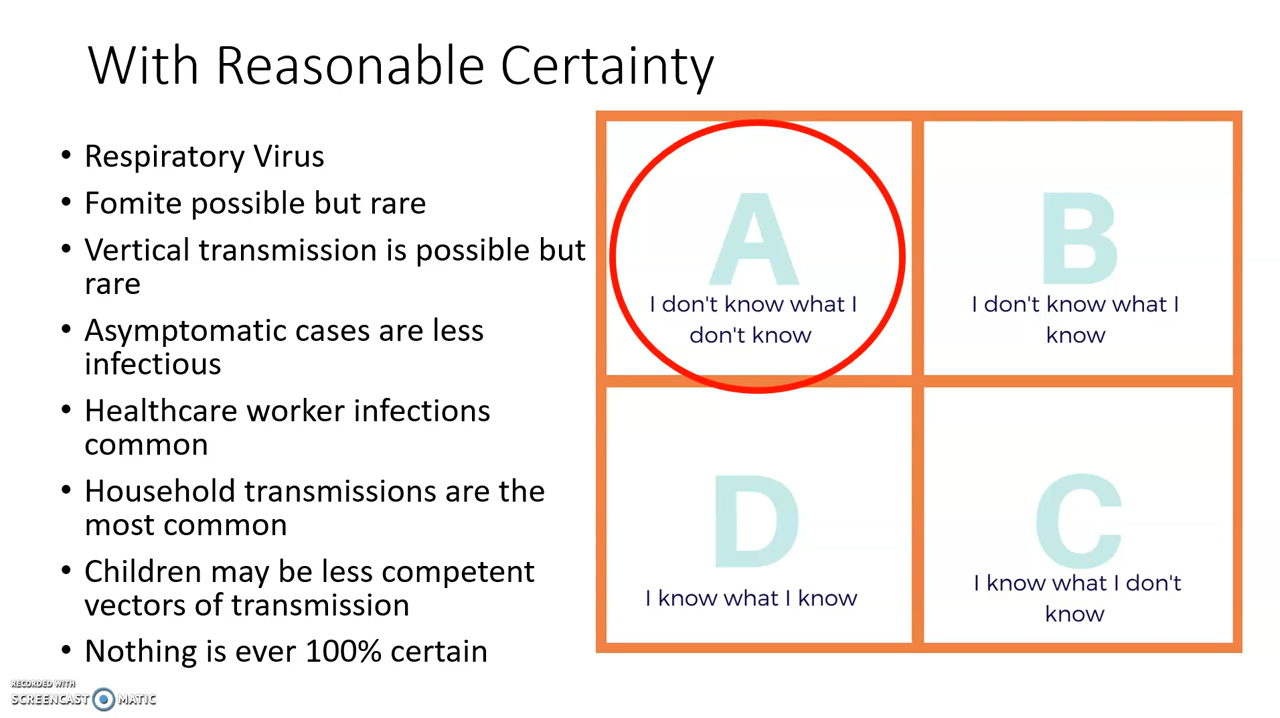 With Reasonable Certainty
• Respiratory Virus
• Fomite possible but rare
• Vertical transmission is possible but
rare
• Asymptomatic cases are less
infectious
• Healthcare worker infections
common
• Household transmissions are the
most common
• Children may be less competent
vectors of transmission
• Nothing is ever 100% certain
A
I don't know what I
don't know
B
I don't know what I
know
D
I know what I know
C
I know what I don't
know
RECORDED WITH
SCREENCAST MATIC